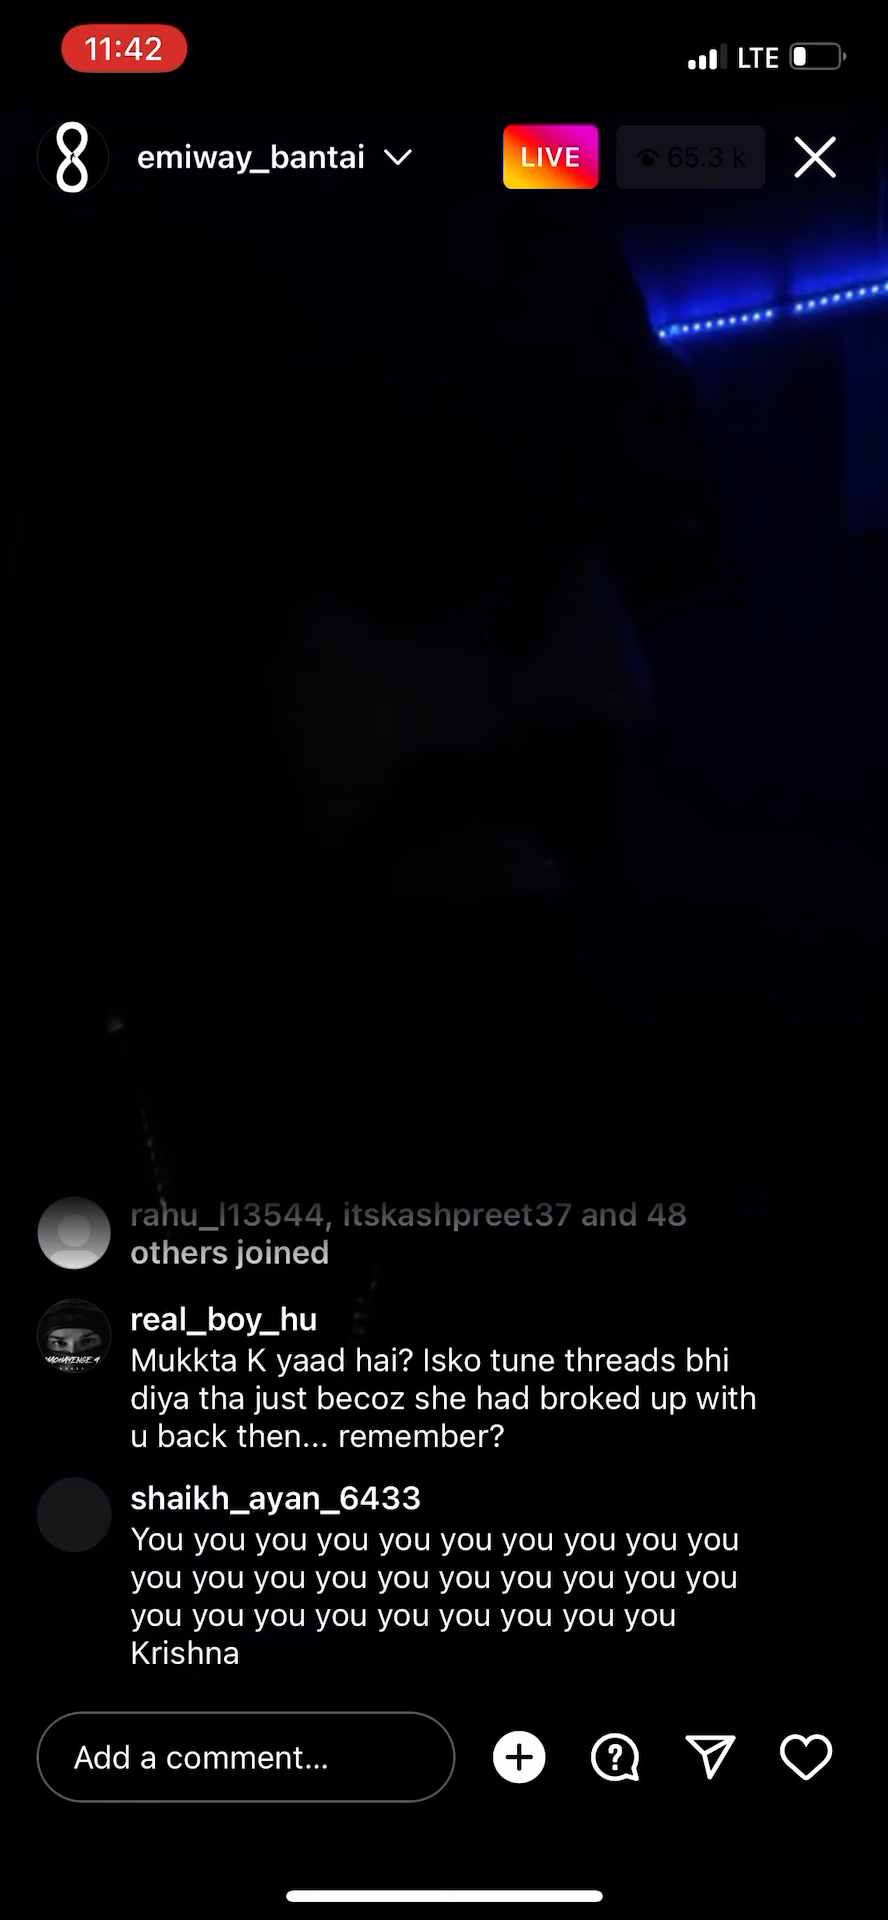 11:42
LTE
emiway_bantai
LIVE
65.3 k
rahu_l13544, itskashpreet37 and 48
others joined
real_boy_hu
Mukkta K yaad hai? Isko tune threads bhi
diya tha just becoz she had broked up with
u back then... remember?
shaikh_ayan_6433
You you you you you you you you you you
you you you you you you you you you you
you you you you you you you you you
Krishna
Add a comment...